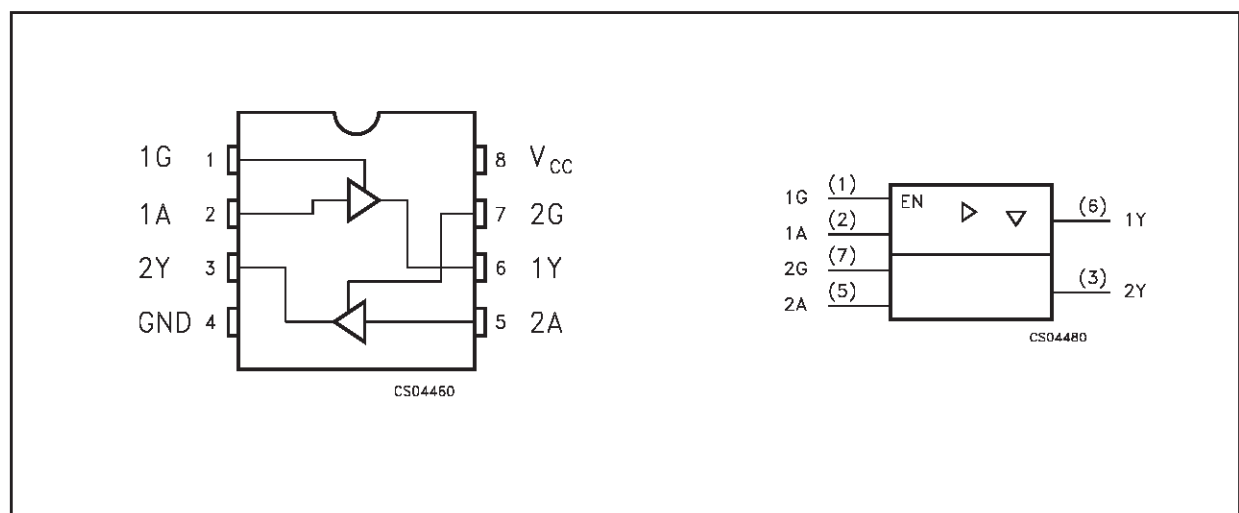 1G 1 8 VCC
1A 2 7 2G
2Y 3 6 1Y
GND 4 5 2A
CS04460
1G (1) EN (6) 1Y
1A (2)
2G (7) (3) 2Y
2A (5)
CS04480